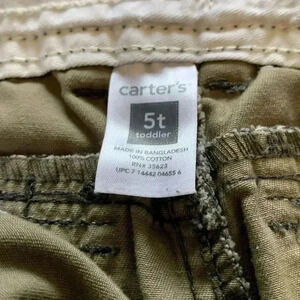 carter's
5t
toddler
MADE IN BANGLADESH
100% COTTON
RN# 35623
UPC 7 14642 04655 6